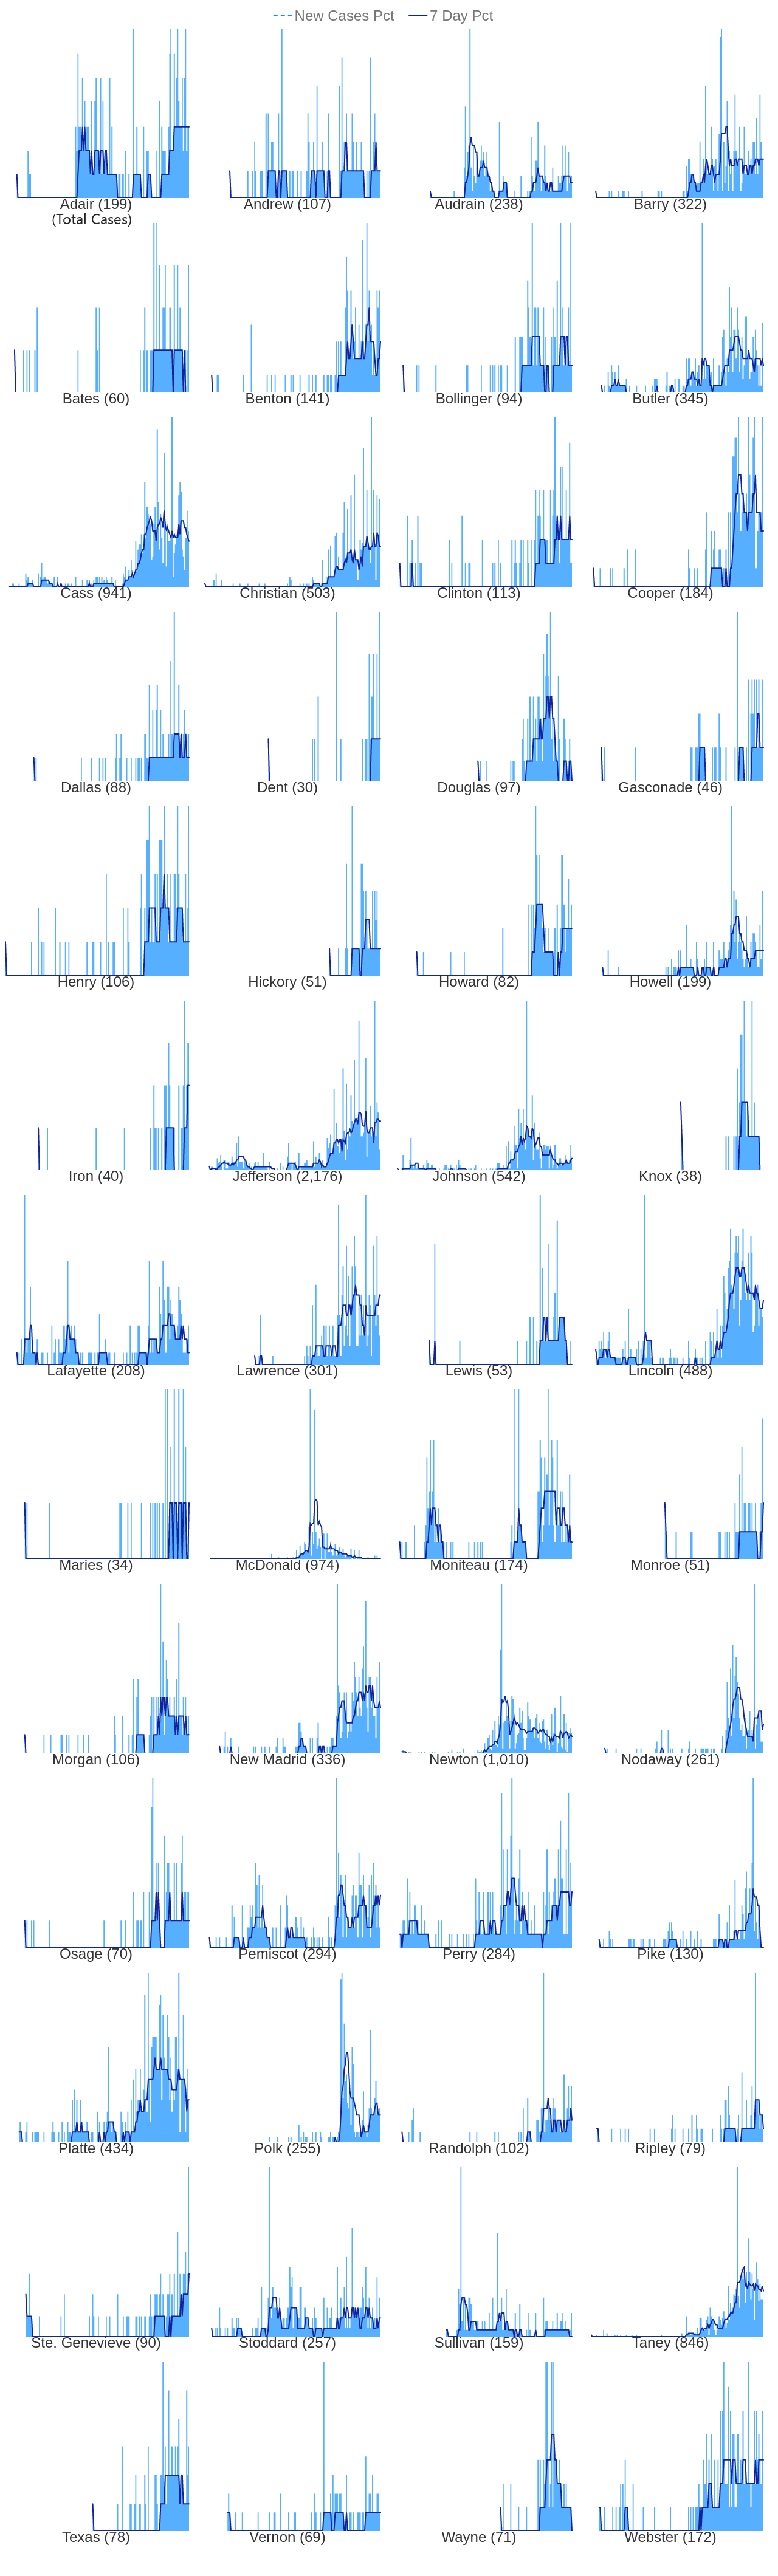 New Cases Pct 7 Day Pct
Adair (199) Andrew (107) Audrain (238) Barry (322)
(Total Cases)
Bates (60) Benton (141) Bollinger (94) Butler (345)
Cass (941) Christian (503) Clinton (113) Cooper (184)
Dallas (88) Dent (30) Douglas (97) Gasconade (46)
Henry (106) Hickory (51) Howard (82) Howell (199)
Iron (40) Jefferson (2,176) Johnson (542) Knox (38)
Lafayette (208) Lawrence (301) Lewis (53) Lincoln (488)
Maries (34) McDonald (974) Moniteau (174) Monroe (51)
Morgan (106) New Madrid (336) Newton (1,010) Nodaway (261)
Osage (70) Pemiscot (294) Perry (284) Pike (130)
Platte (434) Polk (255) Randolph (102) Ripley (79)
Ste. Genevieve (90) Stoddard (257) Sullivan (159) Taney (846)
Texas (78) Vernon (69) Wayne (71) Webster (172)